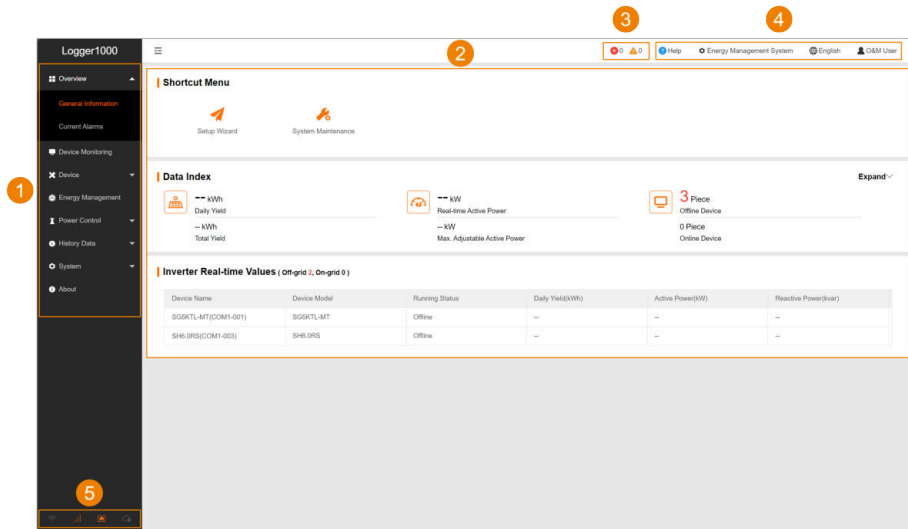 3
4
Logger1000
2
0 0
Help
Energy Management System
English
O&M User
Overview
Shortcut Menu
General Information
Current Alarms
Setup Wizard
System Maintenance
Device Monitoring
1
Device
Energy Management
Power Control
History Data
System
About
Data Index
Expand
-- kWh
Daily Yield
-- kWh
Total Yield
-- kW
Real-time Active Power
-- kW
Max. Adjustable Active Power
3 Piece
Offline Device
0 Piece
Online Device
Inverter Real-time Values ( Off-grid 2, On-grid 0 )
Device Name Device Model Running Status Daily Yield(kWh) Active Power(kW) Reactive Power(kvar)
SG5KTL-MT(COM1-001) SG5KTL-MT Offline -- -- --
SH6.0RS(COM1-003) SH6.0RS Offline -- -- --
5